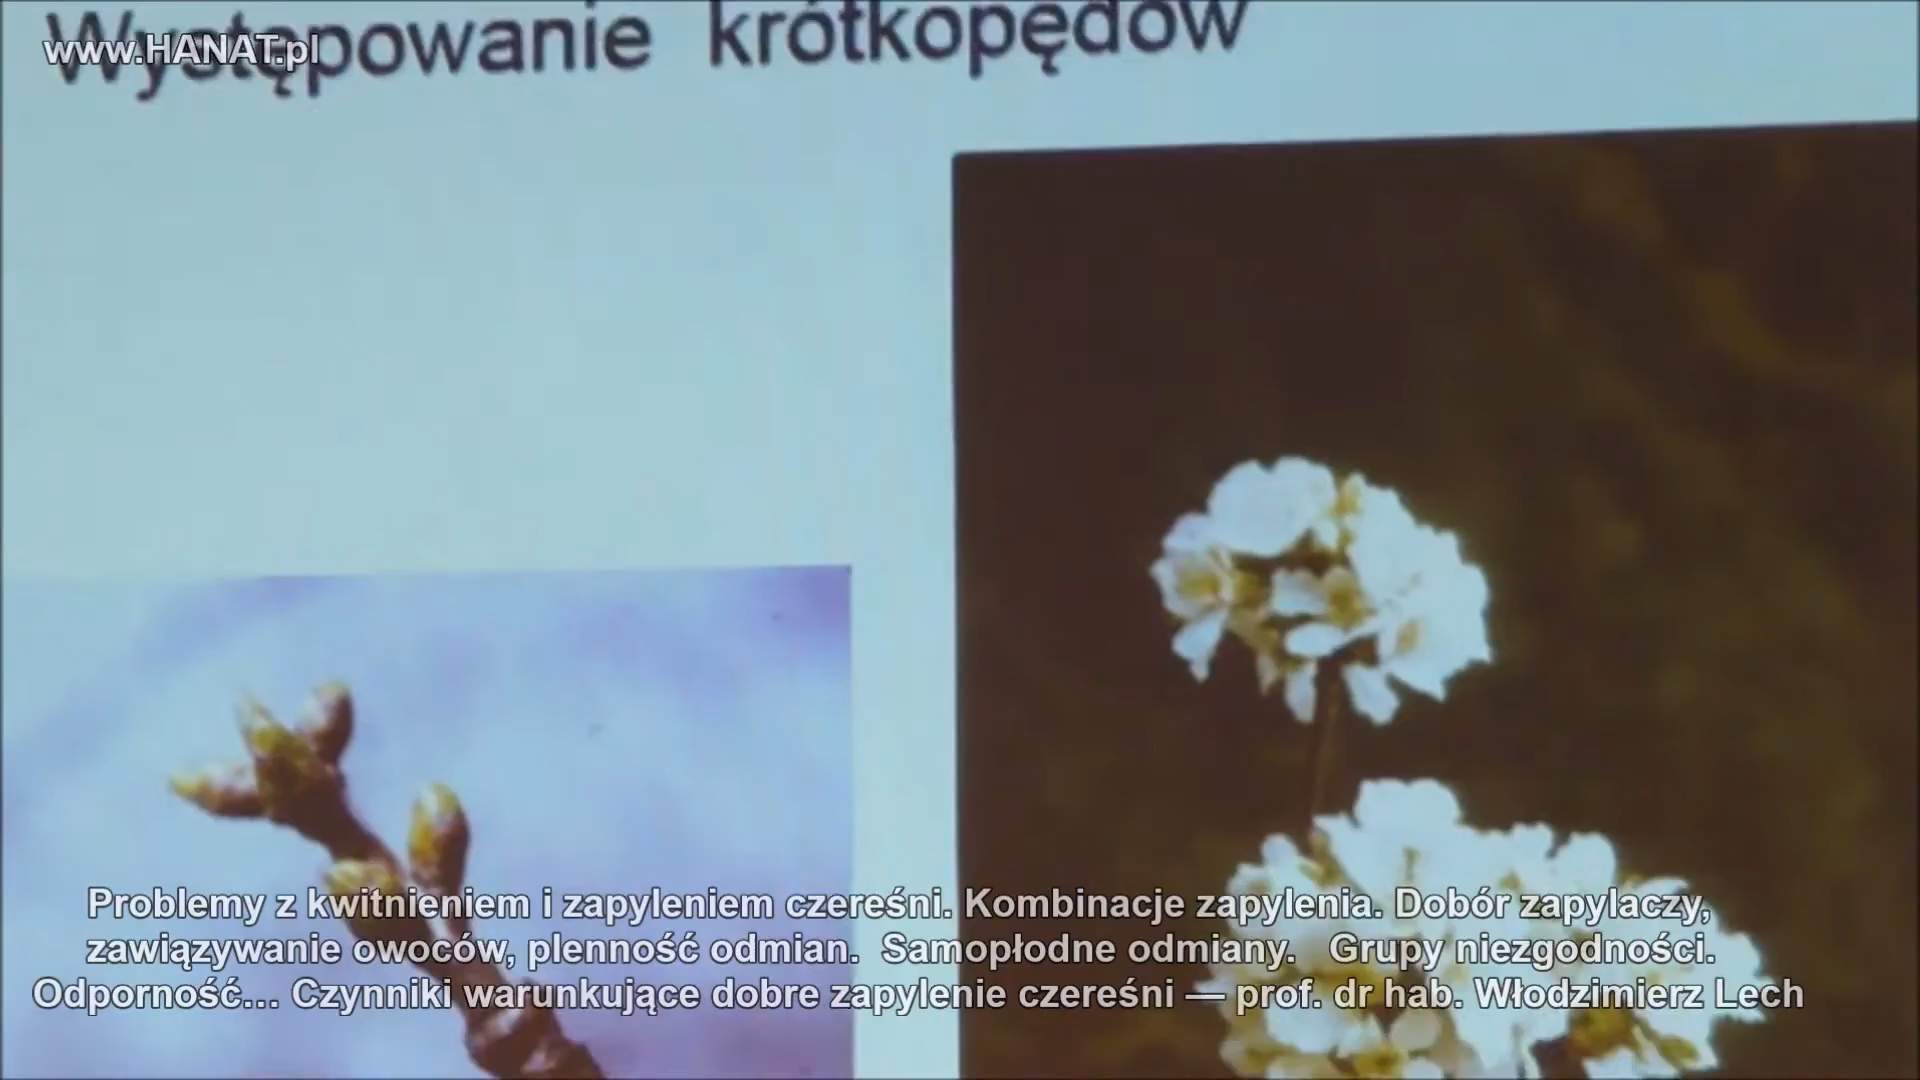 Występowanie krótkopędów
www.HANAT.pl
Problemy z kwitnieniem i zapyleniem czereśni. Kombinacje zapylenia. Dobór zapylaczy,
zawiązywanie owoców, plenność odmian. Samopłodne odmiany. Grupy niezgodności.
Odporność... Czynniki warunkujące dobre zapylenie czereśni — prof. dr hab. Włodzimierz Lech